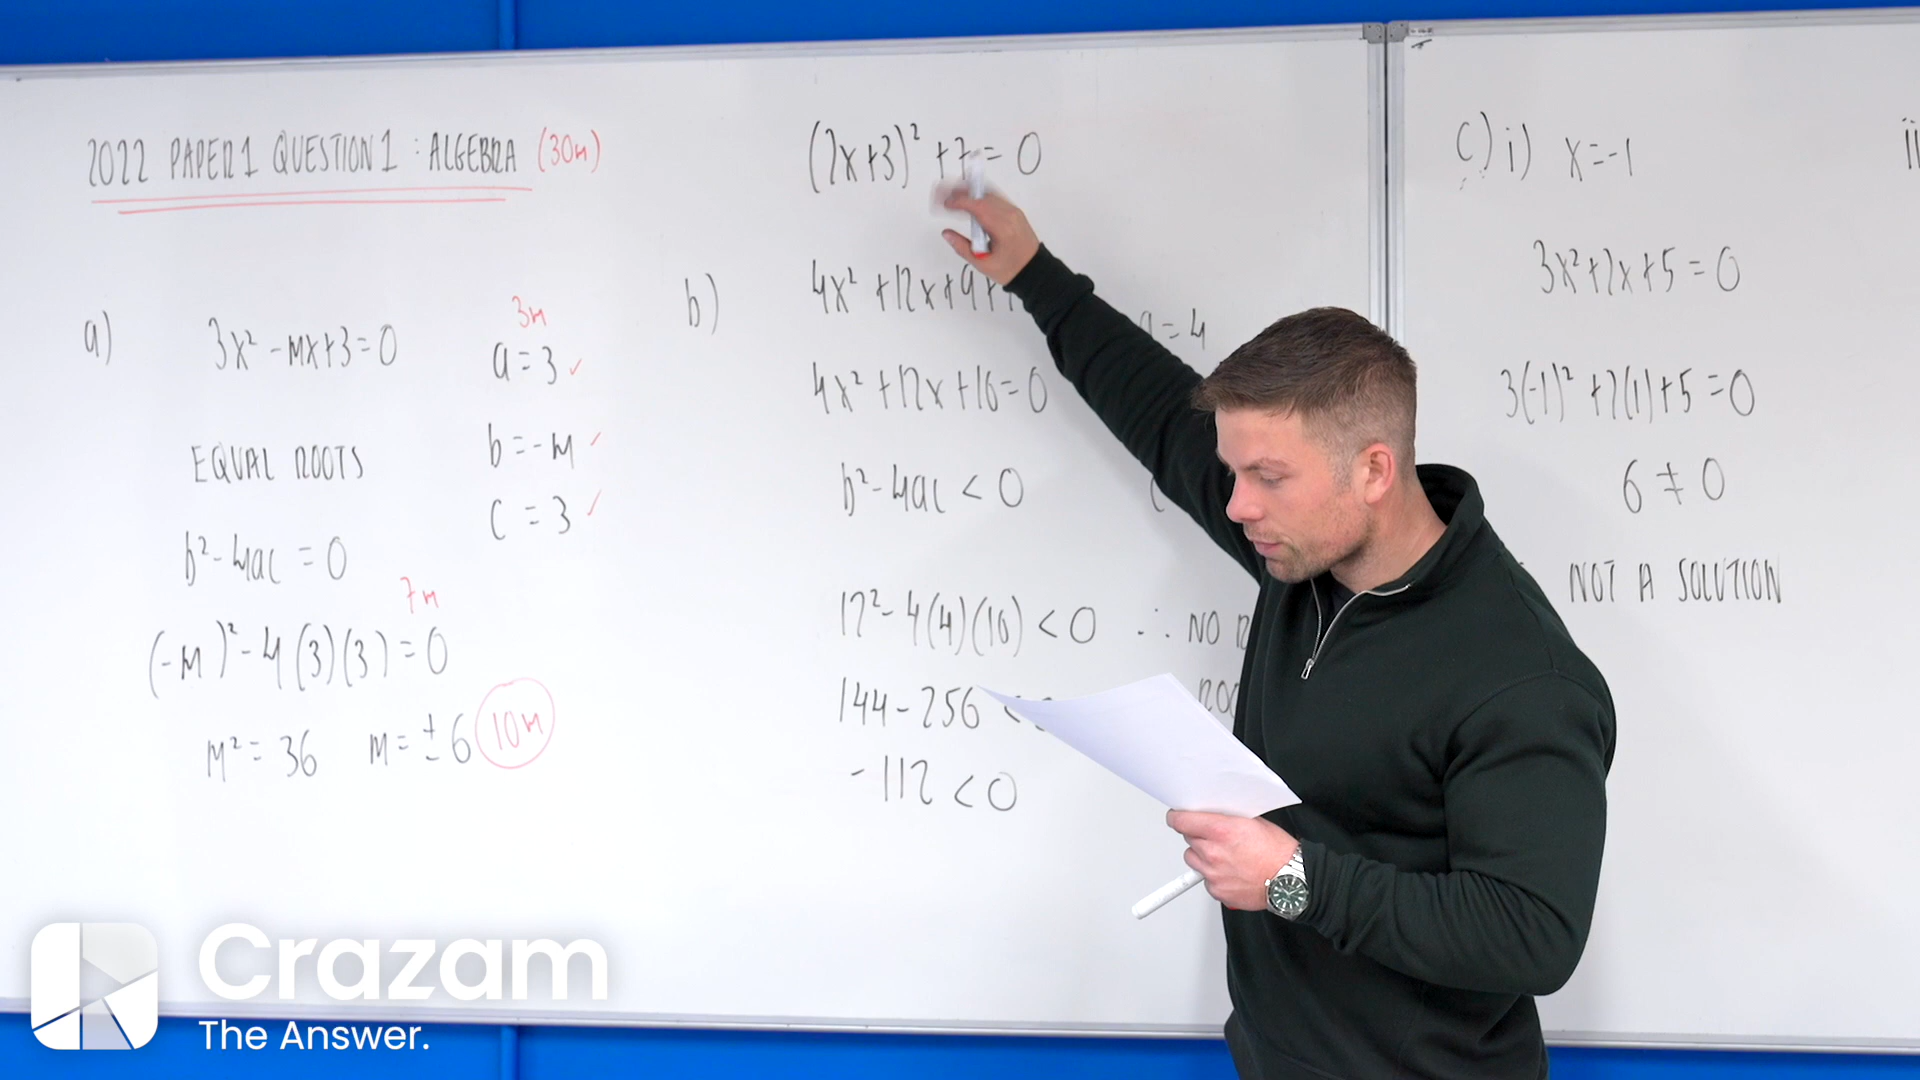 2022 PAPER 1 QUESTION 1 : ALGEBRA (30m)
a)
3x² - mx + 3 = 0
3m
a = 3 ✓
EQUAL ROOTS
b = -m ✓
c = 3 ✓
b² - 4ac = 0
7m
(-m)² - 4(3)(3) = 0
m² = 36 m = ±6 10m
(2x+3)² + 7 = 0
b)
4x² + 12x + 9 +
a = 4
4x² + 12x + 16 = 0
b² - 4ac < 0
12² - 4(4)(16) < 0 ∴ NO
144 - 256 <
-112 < 0
c) i) x = -1
3x² + 2x + 5 = 0
3(-1)² + 2(1) + 5 = 0
6 ≠ 0
NOT A SOLUTION
ii
Crazam
The Answer.